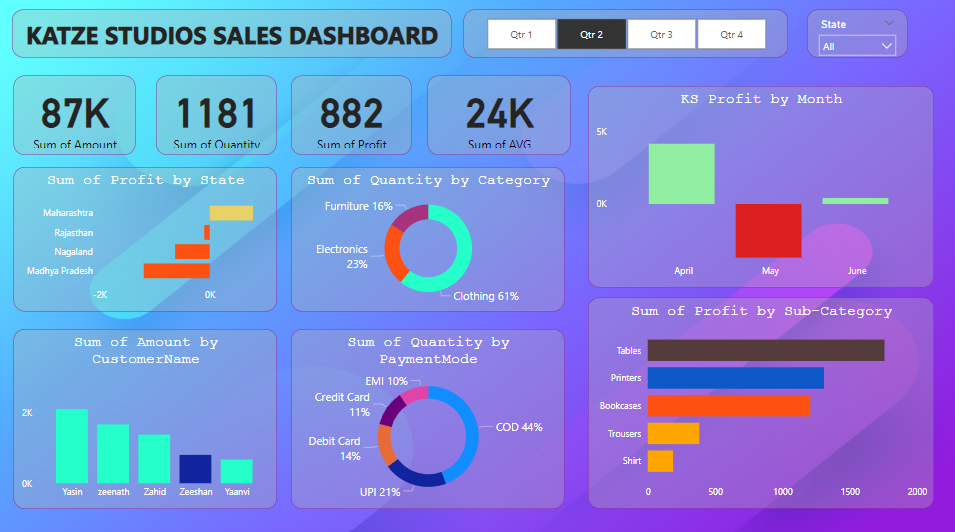 KATZE STUDIOS SALES DASHBOARD
Qtr 1
Qtr 2
Qtr 3
Qtr 4
State
All
87K
Sum of Amount
1181
Sum of Quantity
882
Sum of Profit
24K
Sum of AVG
KS Profit by Month
5K
0K
April
May
June
Sum of Profit by State
Maharashtra
Rajasthan
Nagaland
Madhya Pradesh
-2K
0K
Sum of Quantity by Category
Furniture 16%
Electronics
23%
Clothing 61%
Sum of Profit by Sub-Category
Tables
Printers
Bookcases
Trousers
Shirt
0
500
1000
1500
2000
Sum of Amount by
CustomerName
2K
0K
Yasin
zeenath
Zahid
Zeeshan
Yaanvi
Sum of Quantity by
PaymentMode
EMI 10%
Credit Card
11%
Debit Card
14%
UPI 21%
COD 44%